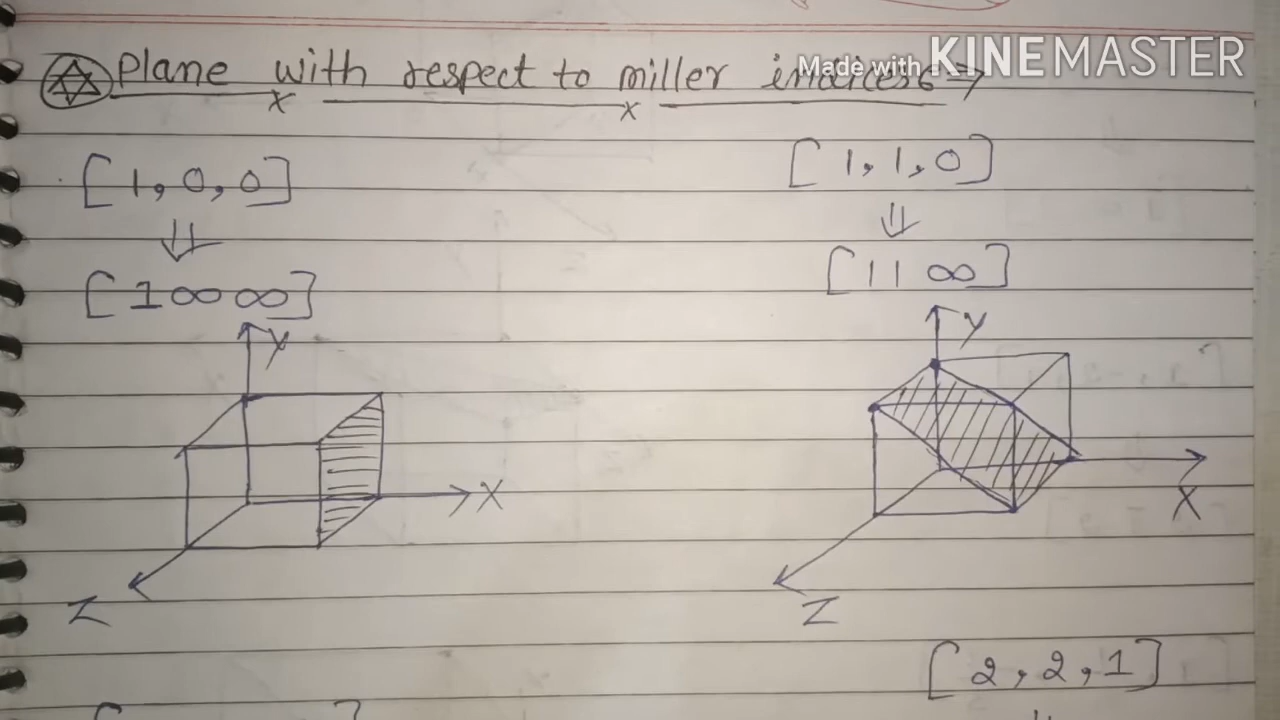 Plane with respect to miller indices ⇒
Made with KINEMASTER
[1,0,0]
⇓
[1 ∞ ∞]
Y
X
Z
[1,1,0]
⇓
[1 1 ∞]
Y
X
Z
[2,2,1]